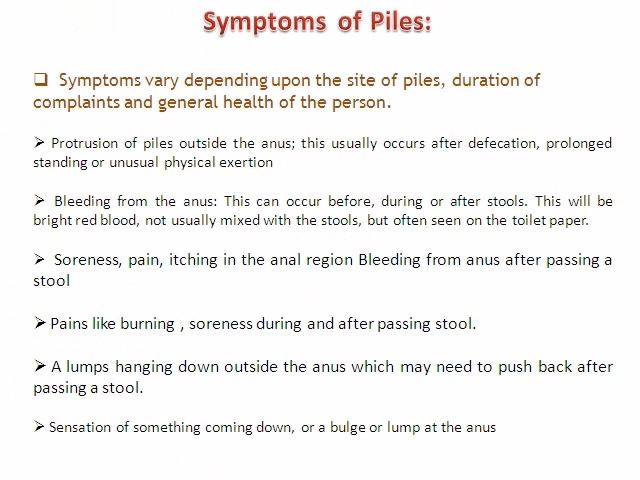 Symptoms of Piles:
❑ Symptoms vary depending upon the site of piles, duration of
complaints and general health of the person.
➢ Protrusion of piles outside the anus; this usually occurs after defecation, prolonged
standing or unusual physical exertion
➢ Bleeding from the anus: This can occur before, during or after stools. This will be
bright red blood, not usually mixed with the stools, but often seen on the toilet paper.
➢ Soreness, pain, itching in the anal region Bleeding from anus after passing a
stool
➢ Pains like burning , soreness during and after passing stool.
➢ A lumps hanging down outside the anus which may need to push back after
passing a stool.
➢ Sensation of something coming down, or a bulge or lump at the anus